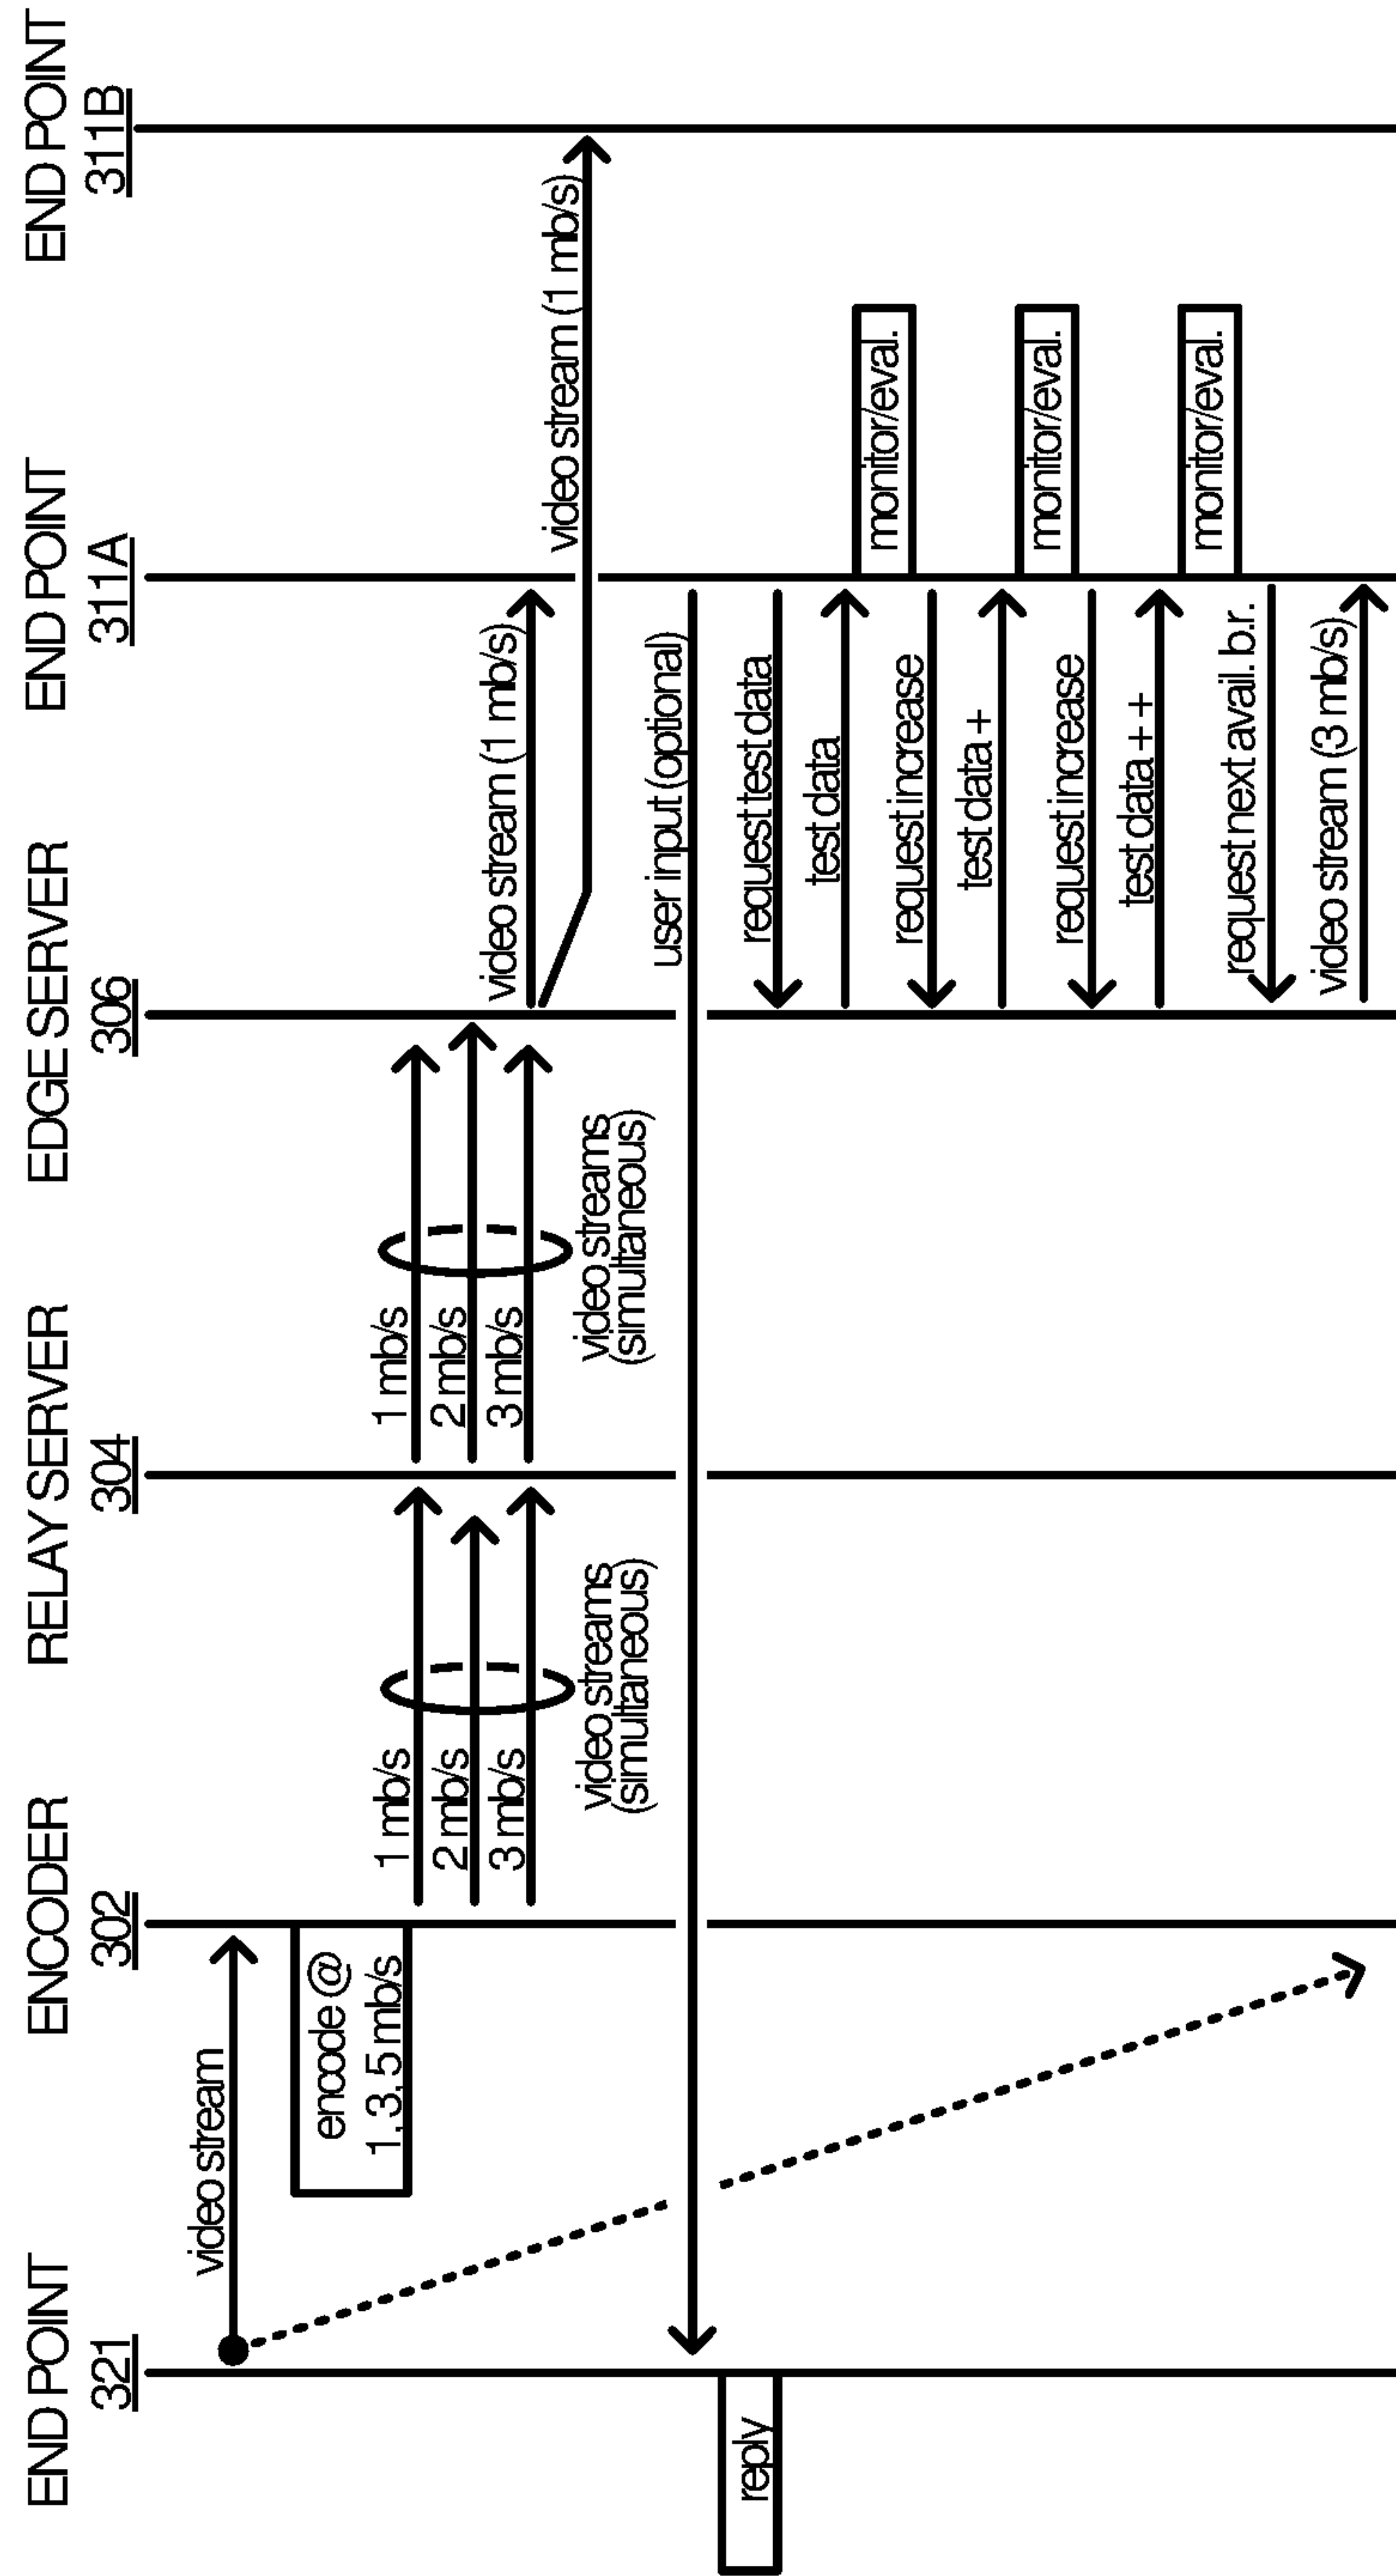 END POINT
321
ENCODER
302
RELAY SERVER
304
EDGE SERVER
306
END POINT
311A
END POINT
311B
video stream
encode @
1, 3, 5 mb/s
1 mb/s
2 mb/s
3 mb/s
video streams
(simultaneous)
1 mb/s
2 mb/s
3 mb/s
video streams
(simultaneous)
video stream (1 mb/s)
video stream (1 mb/s)
user input (optional)
reply
request test data
test data
monitor/eval.
request increase
test data +
monitor/eval.
request increase
test data + +
monitor/eval.
request next avail. b.r.
video stream (3 mb/s)